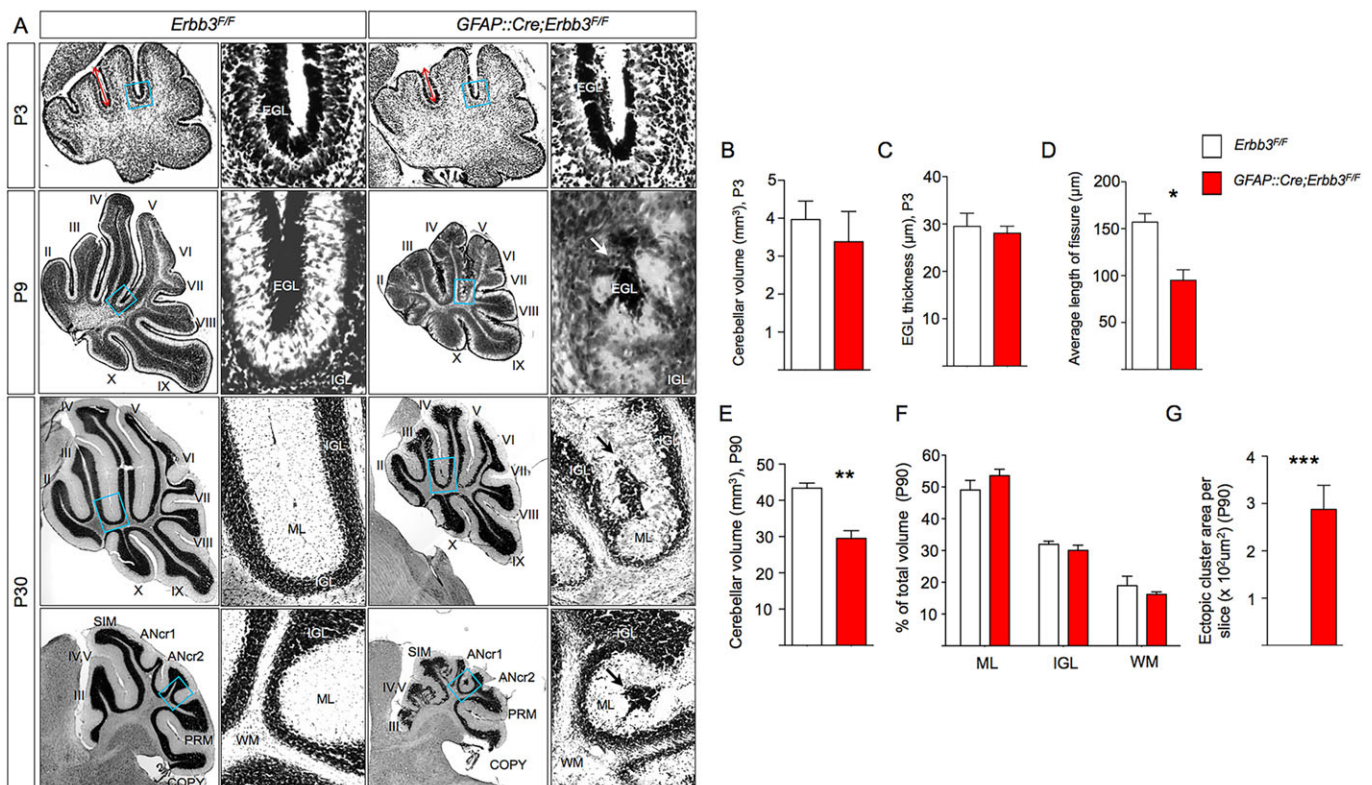 A
Erbb3F/F
GFAP::Cre;Erbb3F/F
P3
EGL
EGL
P9
II
III
IV
V
VI
VII
VIII
IX
X
EGL
IGL
II
III
IV
V
VI
VII
VIII
IX
X
EGL
IGL
P30
II
III
IV
V
VI
VII
VIII
IX
X
IGL
ML
IGL
II
III
IV
V
VI
VII
VIII
IX
X
IGL
IGL
ML
SIM
ANcr1
ANcr2
IV,V
III
PRM
COPY
IGL
ML
WM
SIM
ANcr1
ANcr2
IV,V
III
PRM
COPY
IGL
ML
WM
Erbb3F/F
GFAP::Cre;Erbb3F/F
B
Cerebellar volume (mm³), P3
5
4
3
2
1
C
EGL thickness (µm), P3
40
30
20
10
D
Average length of fissure (µm)
200
150
100
50
*
E
Cerebellar volume (mm³), P90
50
40
30
20
10
**
F
% of total volume (P90)
60
50
40
30
20
10
ML
IGL
WM
G
Ectopic cluster area per
slice (x 10²um²) (P90)
4
3
2
1
***